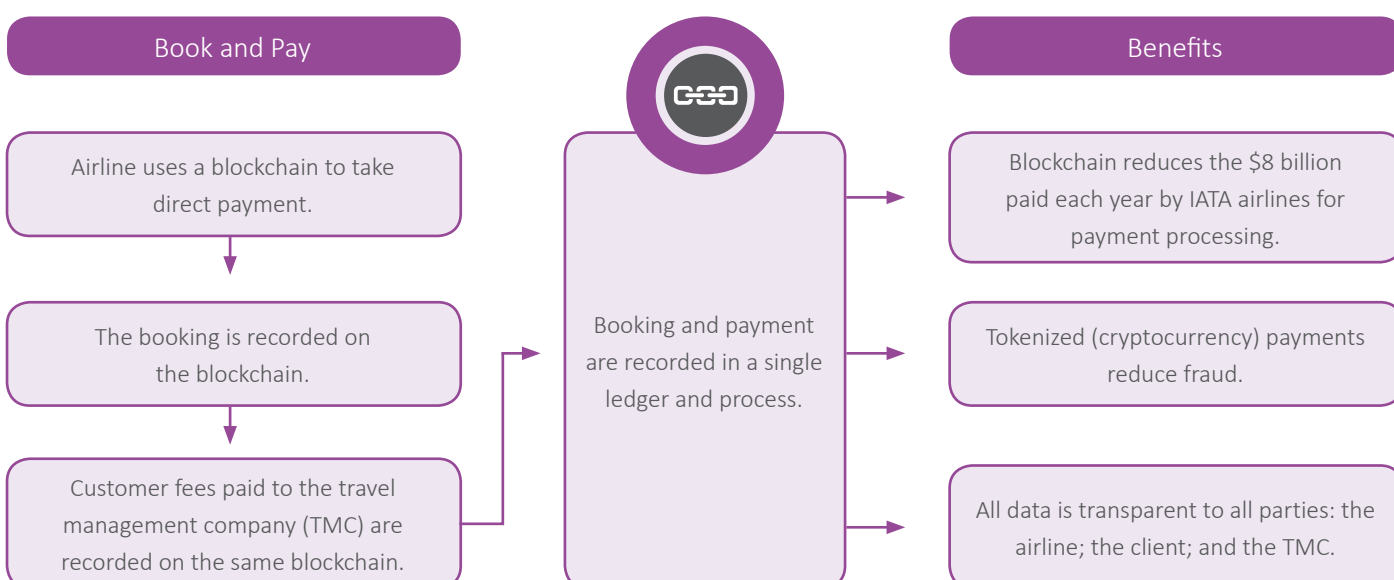 Book and Pay
Airline uses a blockchain to take
direct payment.
The booking is recorded on
the blockchain.
Customer fees paid to the travel
management company (TMC) are
recorded on the same blockchain.
Booking and payment
are recorded in a single
ledger and process.
Benefits
Blockchain reduces the $8 billion
paid each year by IATA airlines for
payment processing.
Tokenized (cryptocurrency) payments
reduce fraud.
All data is transparent to all parties: the
airline; the client; and the TMC.